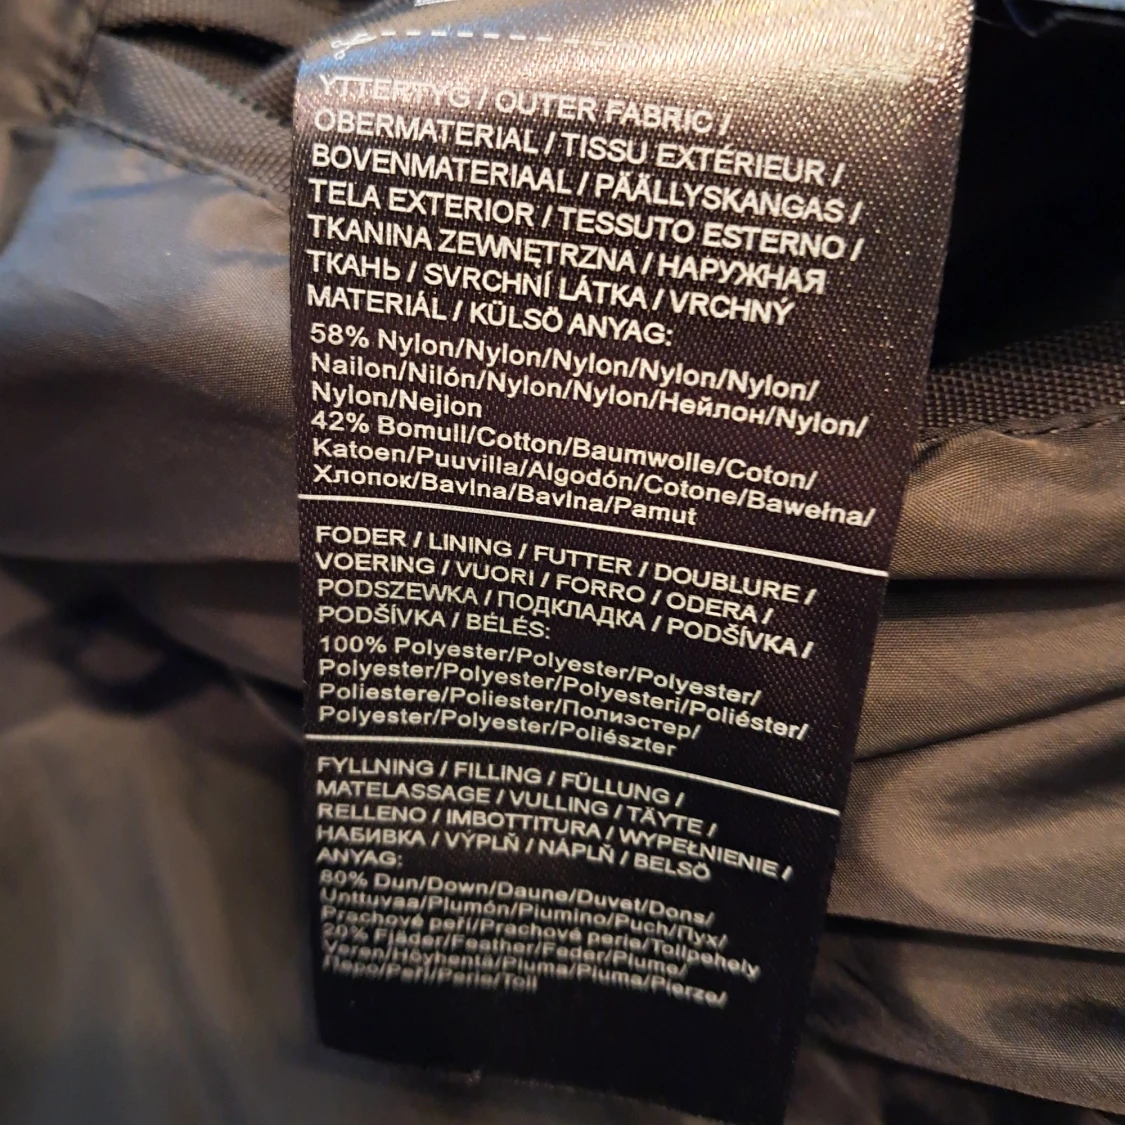 YTTERTYG / OUTER FABRIC /
OBERMATERIAL / TISSU EXTÉRIEUR /
BOVENMATERIAAL / PÄÄLLYSKANGAS /
TELA EXTERIOR / TESSUTO ESTERNO /
TKANINA ZEWNĘTRZNA / НАРУЖНАЯ
ТКАНЬ / SVRCHNÍ LÁTKA / VRCHNÝ
MATERIÁL / KÜLSÖ ANYAG:
58% Nylon/Nylon/Nylon/Nylon/Nylon/
Nailon/Nilón/Nylon/Nylon/Нейлон/Nylon/
Nylon/Nejlon
42% Bomull/Cotton/Baumwolle/Coton/
Katoen/Puuvilla/Algodón/Cotone/Bawełna/
Хлопок/Bavlna/Bavlna/Pamut
FODER / LINING / FUTTER / DOUBLURE /
VOERING / VUORI / FORRO / ODERA /
PODSZEWKA / ПОДКЛАДКА / PODŠÍVKA /
PODŠÍVKA / BÉLÉS:
100% Polyester/Polyester/Polyester/
Polyester/Polyester/Polyesteri/Poliéster/
Poliestere/Poliester/Полиэстер/
Polyester/Polyester/Poliészter
FYLLNING / FILLING / FÜLLUNG /
MATELASSAGE / VULLING / TÄYTE /
RELLENO / IMBOTTITURA / WYPEŁNIENIE /
НАБИВКА / VÝPLŇ / NÁPLŇ / BELSÖ
ANYAG:
80% Dun/Down/Daune/Duvet/Dons/
Untuvaa/Plumón/Piumino/Puch/Пух/
Prachové peří/Prachové perie/Tollpehely
20% Fjäder/Feather/Feder/Plume/
Veren/Höyhentä/Pluma/Piuma/Pierze/
Перо/Peří/Perie/Toll